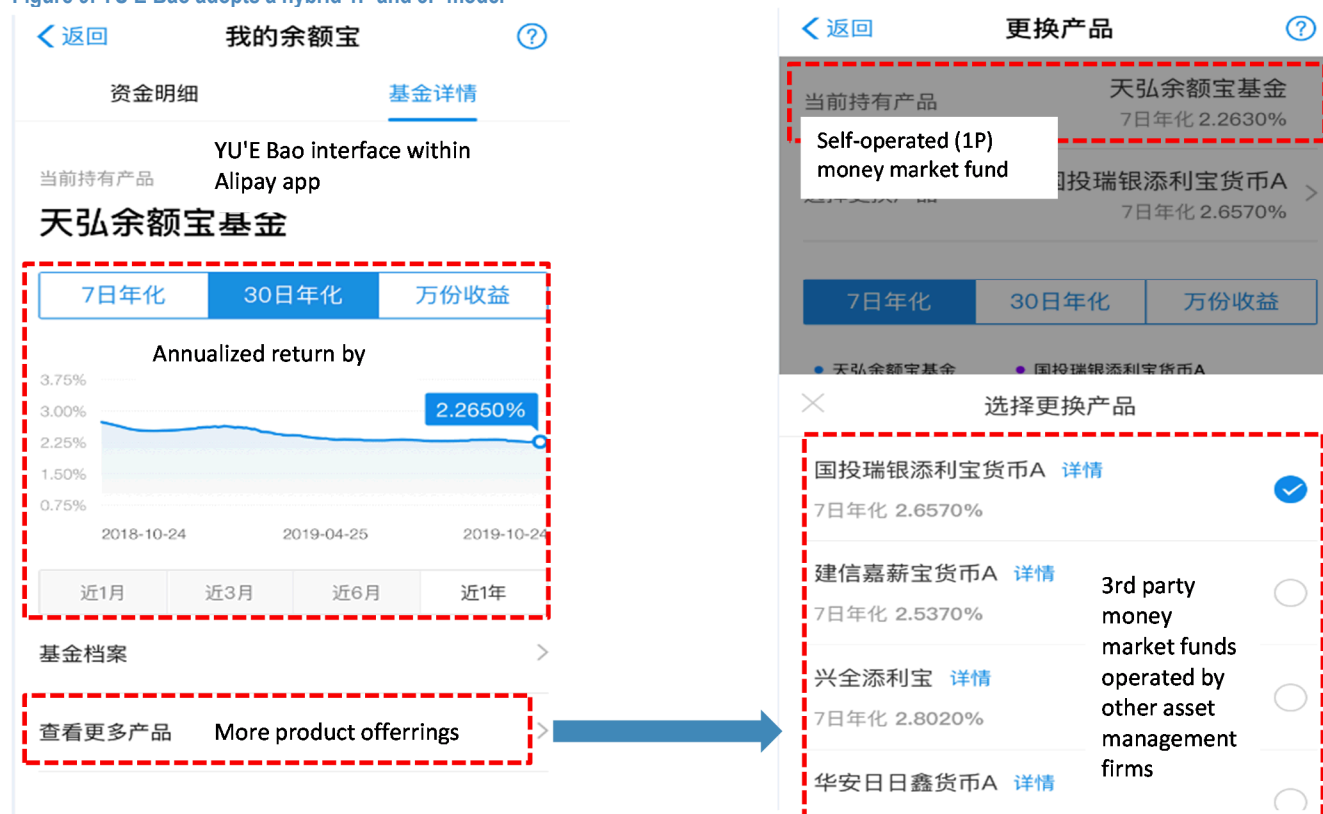 Figure 9: YU'E Bao adopts a hybrid 1P and 3P model
返回
我的余额宝
资金明细
基金详情
YU'E Bao interface within
Alipay app
当前持有产品
天弘余额宝基金
7日年化
30日年化
万份收益
Annualized return by
3.75%
3.00%
2.2650%
2.25%
1.50%
0.75%
2018-10-24
2019-04-25
2019-10-24
近1月
近3月
近6月
近1年
基金档案
查看更多产品
More product offerrings
返回
更换产品
当前持有产品
天弘余额宝基金
7日年化 2.2630%
Self-operated (1P)
money market fund
国投瑞银添利宝货币A
7日年化 2.6570%
7日年化
30日年化
万份收益
天弘余额宝基金
国投瑞银添利宝货币A
选择更换产品
国投瑞银添利宝货币A 详情
7日年化 2.6570%
建信嘉薪宝货币A 详情
7日年化 2.5370%
兴全添利宝 详情
7日年化 2.8020%
华安日日鑫货币A 详情
3rd party
money
market funds
operated by
other asset
management
firms